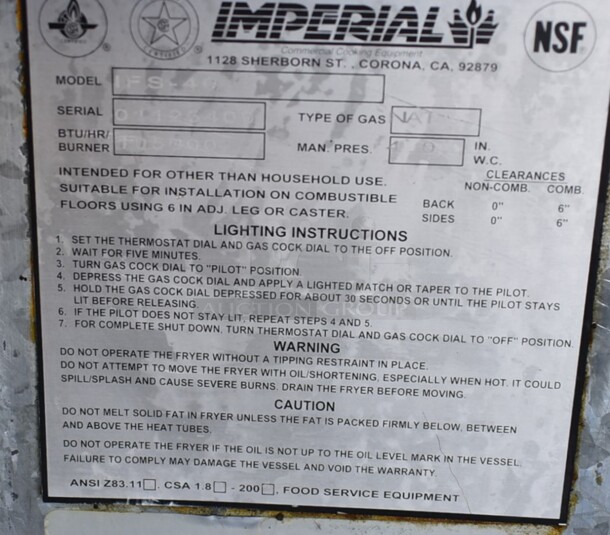 IMPERIAL
Commercial Cooking Equipment
NSF
1128 SHERBORN ST. , CORONA, CA, 92879
MODEL
SERIAL
TYPE OF GAS NAT
BTU/HR/
BURNER
MAN. PRES. IN.
W.C.
CLEARANCES
NON-COMB. COMB.
BACK 0" 6"
SIDES 0" 6"
INTENDED FOR OTHER THAN HOUSEHOLD USE.
SUITABLE FOR INSTALLATION ON COMBUSTIBLE
FLOORS USING 6 IN ADJ. LEG OR CASTER.
LIGHTING INSTRUCTIONS
1. SET THE THERMOSTAT DIAL AND GAS COCK DIAL TO THE OFF POSITION.
2. WAIT FOR FIVE MINUTES.
3. TURN GAS COCK DIAL TO "PILOT" POSITION.
4. DEPRESS THE GAS COCK DIAL AND APPLY A LIGHTED MATCH OR TAPER TO THE PILOT.
5. HOLD THE GAS COCK DIAL DEPRESSED FOR ABOUT 30 SECONDS OR UNTIL THE PILOT STAYS
LIT BEFORE RELEASING.
6. IF THE PILOT DOES NOT STAY LIT, REPEAT STEPS 4 AND 5.
7. FOR COMPLETE SHUT DOWN, TURN THERMOSTAT DIAL AND GAS COCK DIAL TO "OFF" POSITION.
WARNING
DO NOT OPERATE THE FRYER WITHOUT A TIPPING RESTRAINT IN PLACE.
DO NOT ATTEMPT TO MOVE THE FRYER WITH OIL/SHORTENING, ESPECIALLY WHEN HOT. IT COULD
SPILL/SPLASH AND CAUSE SEVERE BURNS. DRAIN THE FRYER BEFORE MOVING.
CAUTION
DO NOT MELT SOLID FAT IN FRYER UNLESS THE FAT IS PACKED FIRMLY BELOW, BETWEEN
AND ABOVE THE HEAT TUBES.
DO NOT OPERATE THE FRYER IF THE OIL IS NOT UP TO THE OIL LEVEL MARK IN THE VESSEL.
FAILURE TO COMPLY MAY DAMAGE THE VESSEL AND VOID THE WARRANTY.
ANSI Z83.11☐. CSA 1.8☐ - 200☐. FOOD SERVICE EQUIPMENT